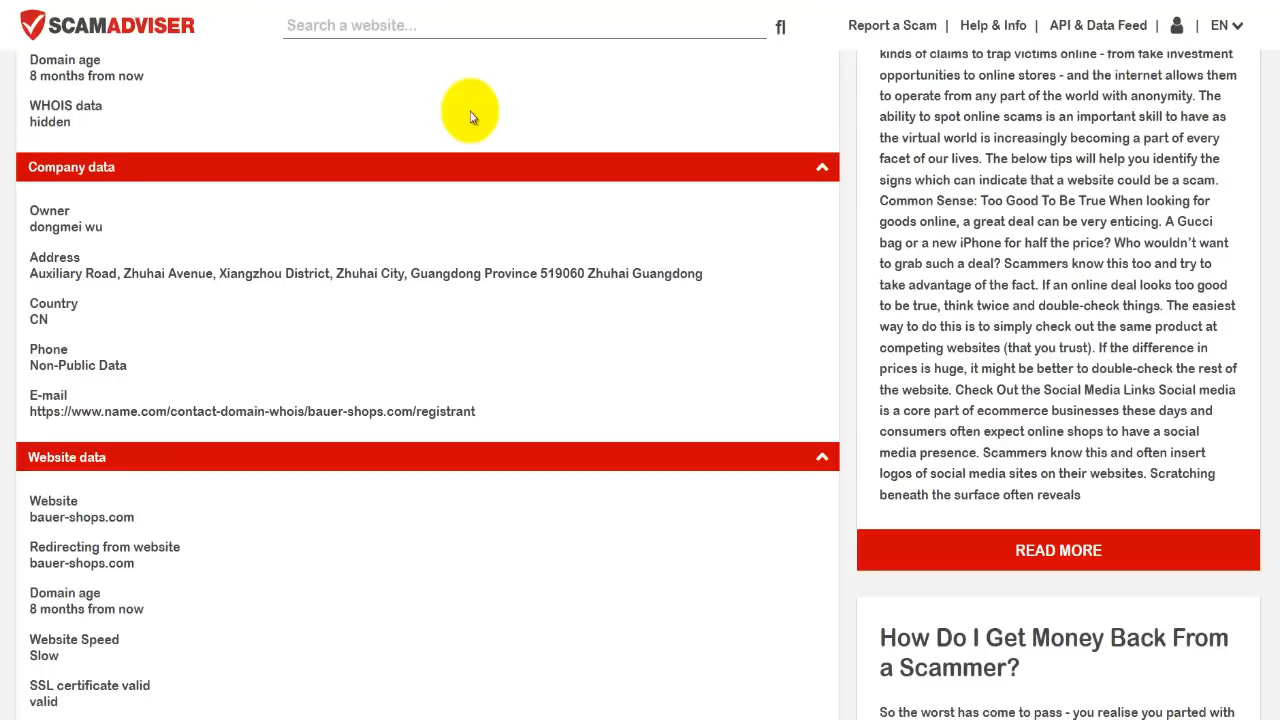 SCAMADVISER
Search a website...
Report a Scam | Help & Info | API & Data Feed | | EN
Domain age
8 months from now
WHOIS data
hidden
Company data
Owner
dongmei wu
Address
Auxiliary Road, Zhuhai Avenue, Xiangzhou District, Zhuhai City, Guangdong Province 519060 Zhuhai Guangdong
Country
CN
Phone
Non-Public Data
E-mail
https://www.name.com/contact-domain-whois/bauer-shops.com/registrant
Website data
Website
bauer-shops.com
Redirecting from website
bauer-shops.com
Domain age
8 months from now
Website Speed
Slow
SSL certificate valid
valid
kinds of claims to trap victims online - from fake investment
opportunities to online stores - and the internet allows them
to operate from any part of the world with anonymity. The
ability to spot online scams is an important skill to have as
the virtual world is increasingly becoming a part of every
facet of our lives. The below tips will help you identify the
signs which can indicate that a website could be a scam.
Common Sense: Too Good To Be True When looking for
goods online, a great deal can be very enticing. A Gucci
bag or a new iPhone for half the price? Who wouldn't want
to grab such a deal? Scammers know this too and try to
take advantage of the fact. If an online deal looks too good
to be true, think twice and double-check things. The easiest
way to do this is to simply check out the same product at
competing websites (that you trust). If the difference in
prices is huge, it might be better to double-check the rest of
the website. Check Out the Social Media Links Social media
is a core part of ecommerce businesses these days and
consumers often expect online shops to have a social
media presence. Scammers know this and often insert
logos of social media sites on their websites. Scratching
beneath the surface often reveals
READ MORE
How Do I Get Money Back From
a Scammer?
So the worst has come to pass - you realise you parted with